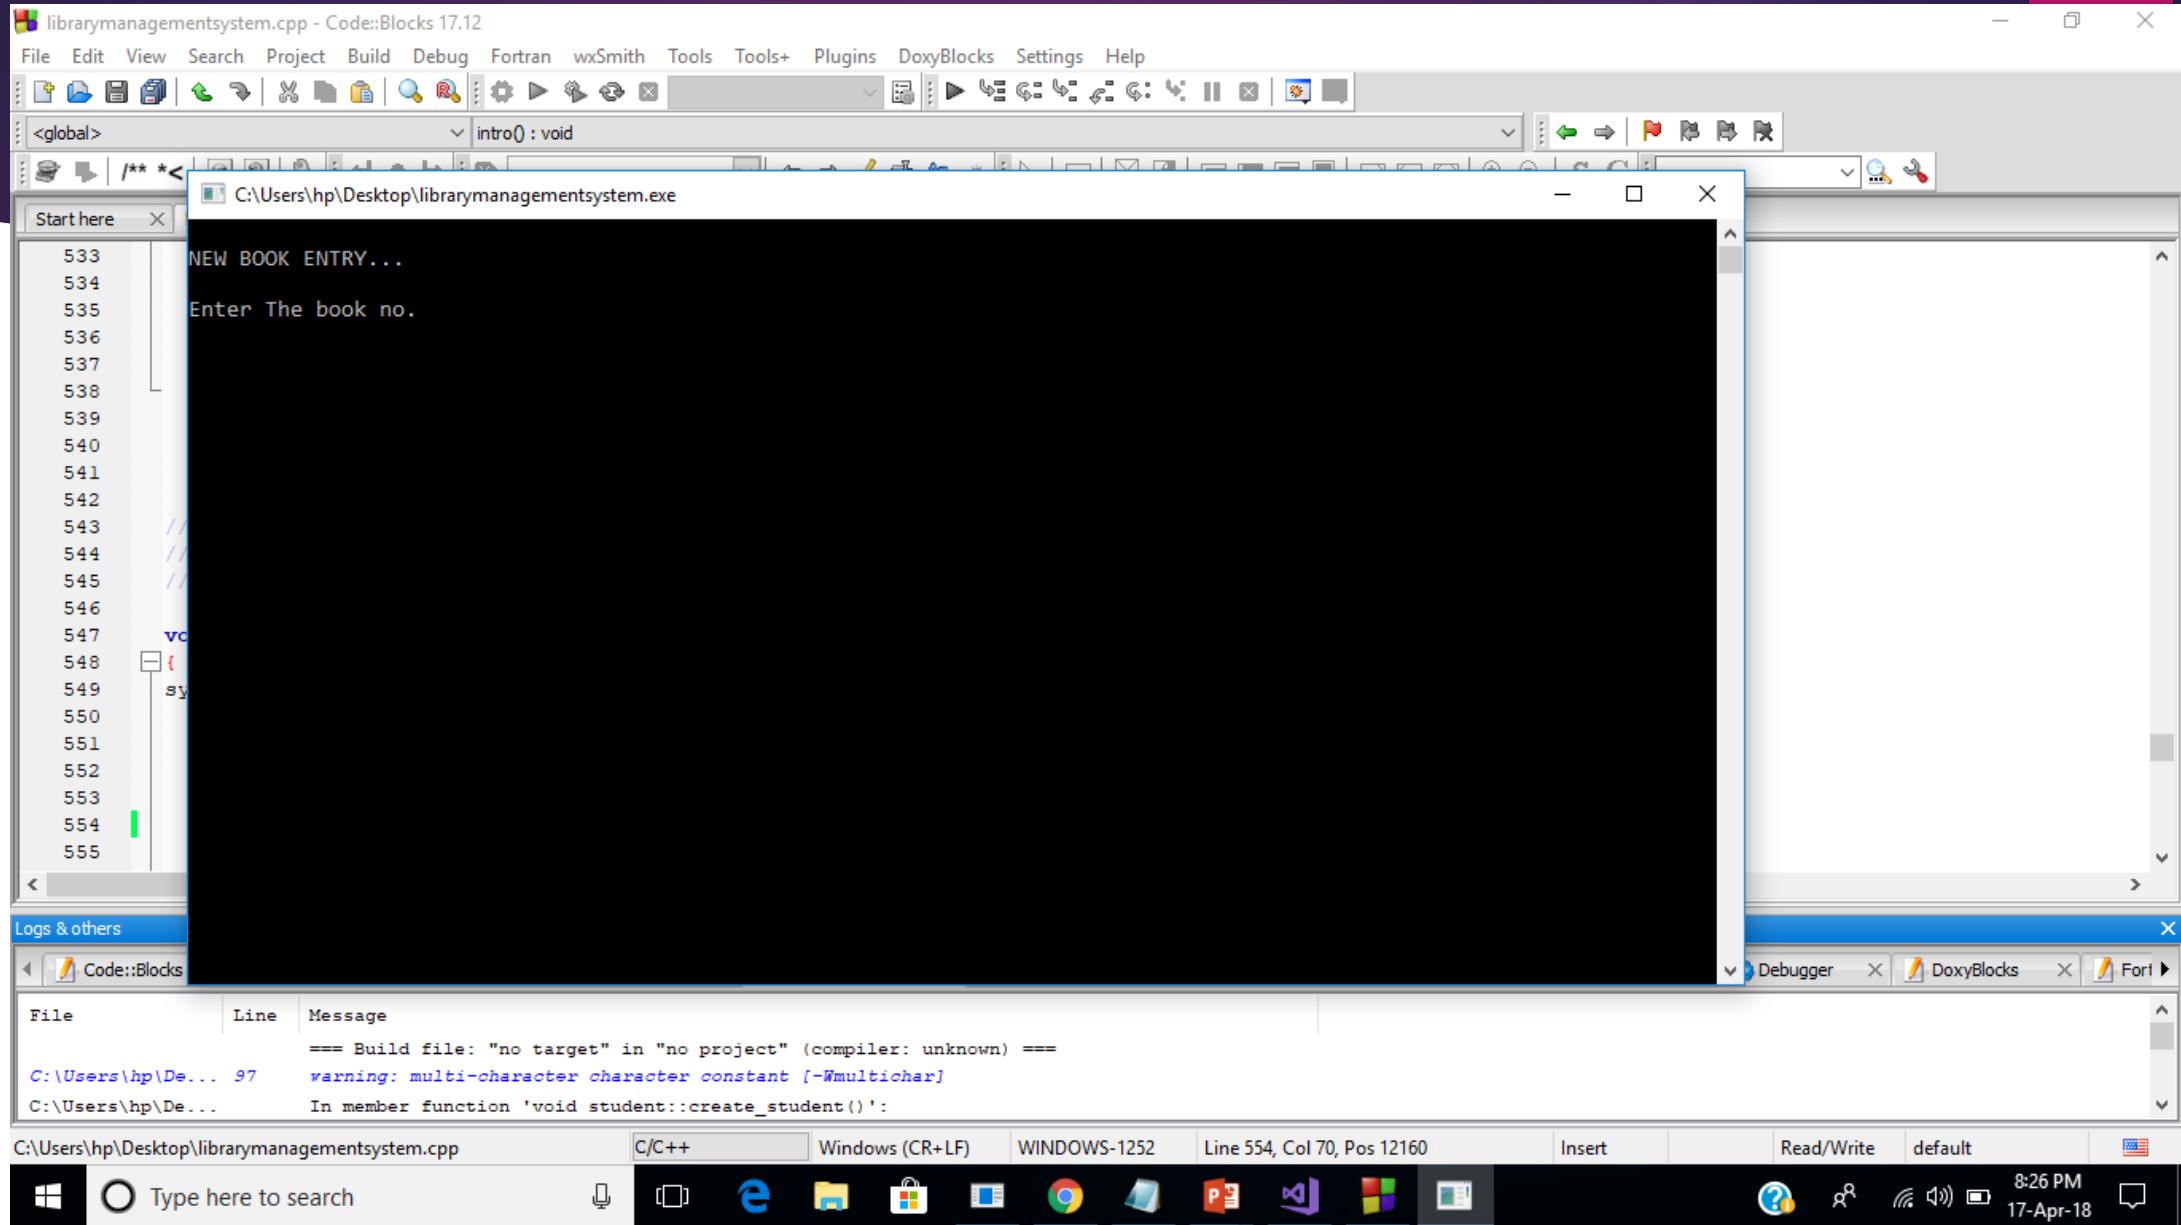 librarymanagementsystem.cpp - Code::Blocks 17.12
File Edit View Search Project Build Debug Fortran wxSmith Tools Tools+ Plugins DoxyBlocks Settings Help
<global> intro() : void
/** *<
C:\Users\hp\Desktop\librarymanagementsystem.exe
Start here
NEW BOOK ENTRY...
Enter The book no.
533
534
535
536
537
538
539
540
541
542
543 //
544 //
545 //
546
547 vo
548 {
549 sy
550
551
552
553
554
555
Logs & others
Code::Blocks Debugger DoxyBlocks Fort
File Line Message
=== Build file: "no target" in "no project" (compiler: unknown) ===
C:\Users\hp\De... 97 warning: multi-character character constant [-Wmultichar]
C:\Users\hp\De... In member function 'void student::create_student()':
C:\Users\hp\Desktop\librarymanagementsystem.cpp C/C++ Windows (CR+LF) WINDOWS-1252 Line 554, Col 70, Pos 12160 Insert Read/Write default
Type here to search
8:26 PM
17-Apr-18